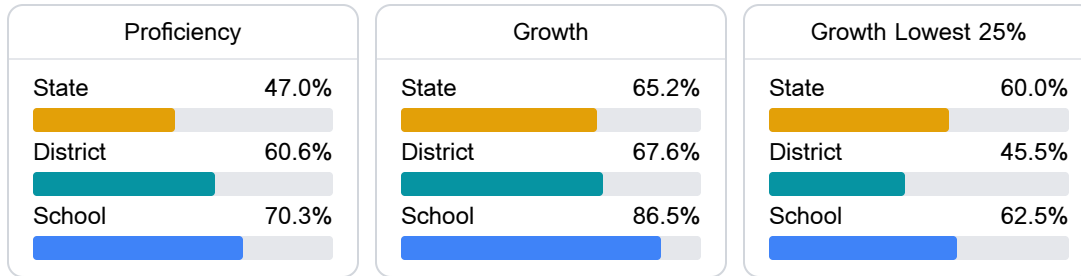 Proficiency
State 47.0%
District 60.6%
School 70.3%
Growth
State 65.2%
District 67.6%
School 86.5%
Growth Lowest 25%
State 60.0%
District 45.5%
School 62.5%